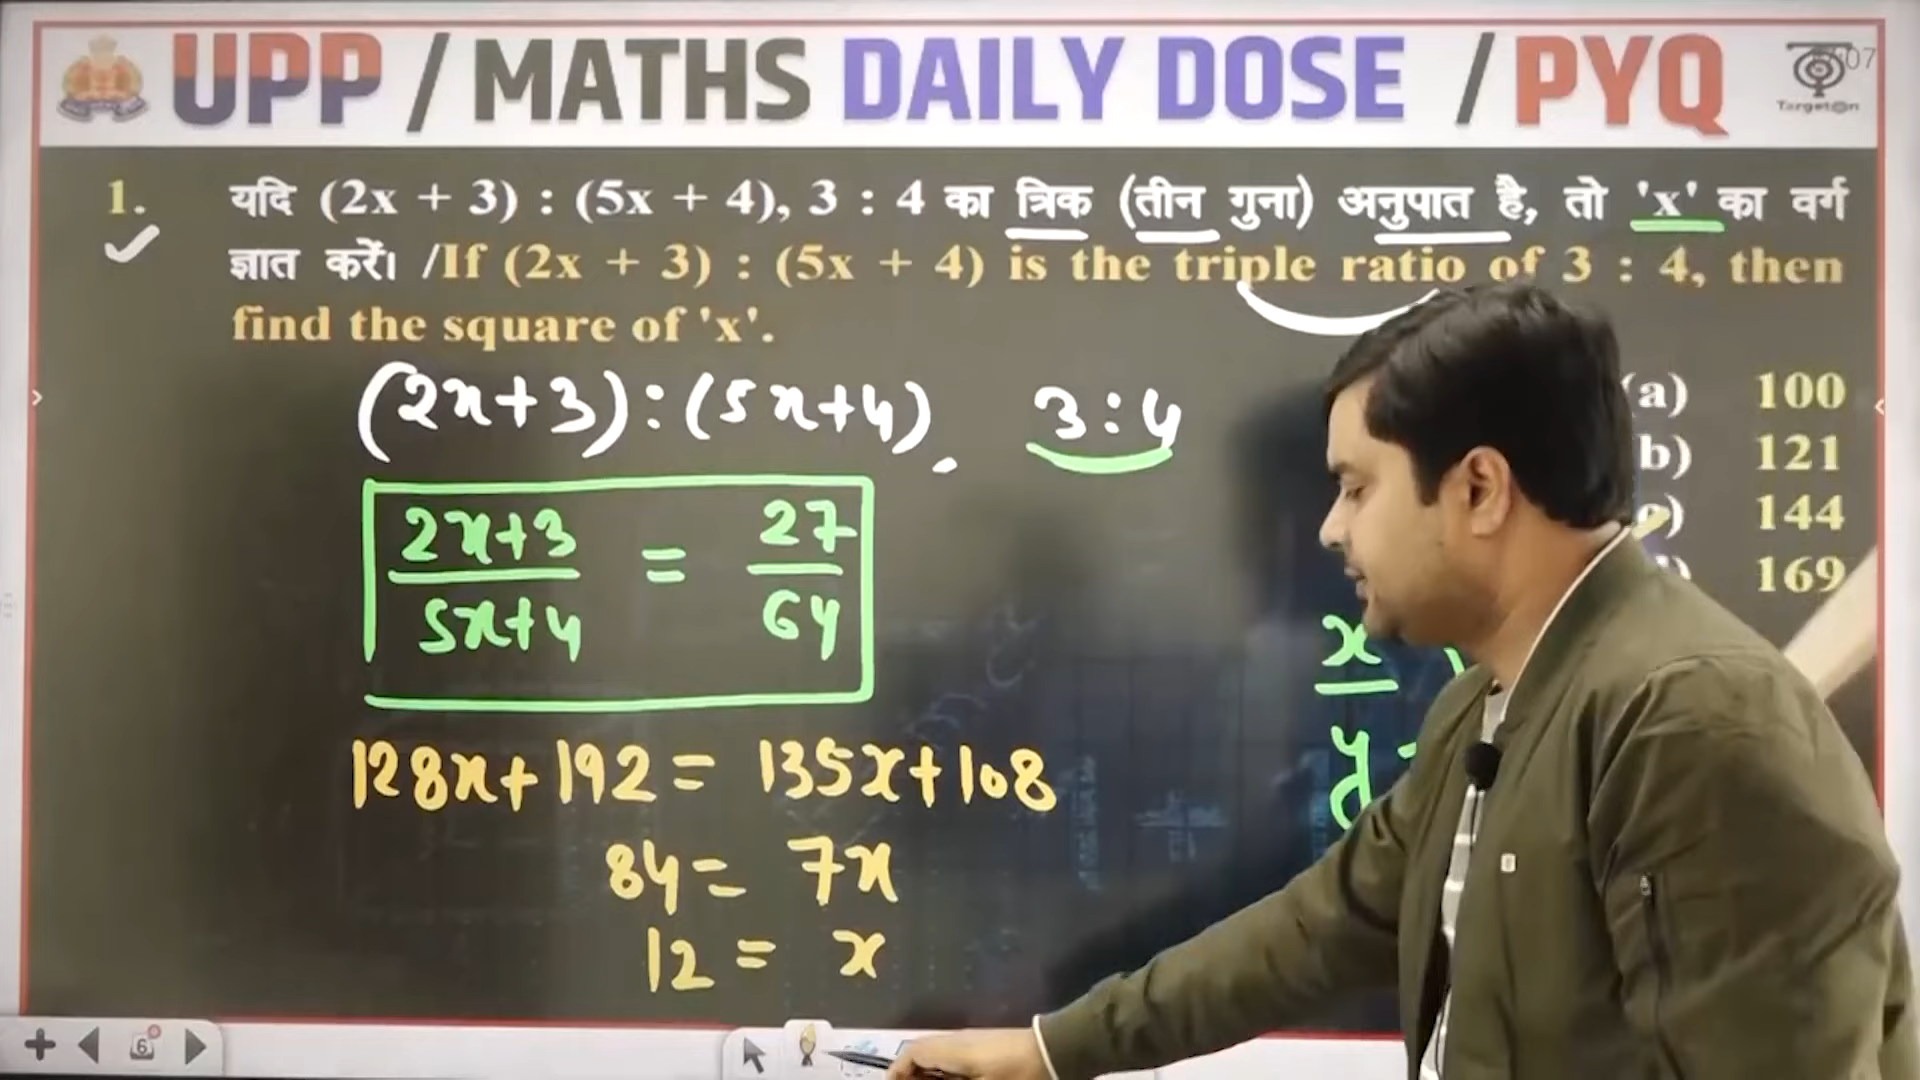 UPP / MATHS DAILY DOSE / PYQ
Target@n
1. यदि (2x + 3) : (5x + 4), 3 : 4 का त्रिक (तीन गुना) अनुपात है, तो 'x' का वर्ग
ज्ञात करें। /If (2x + 3) : (5x + 4) is the triple ratio of 3 : 4, then
find the square of 'x'.
(a) 100
b) 121
144
169
(2x+3) : (5x+4), 3:4
2x+3 / 5x+4 = 27 / 64
x
y
128x+192 = 135x+108
84 = 7x
12 = x
6